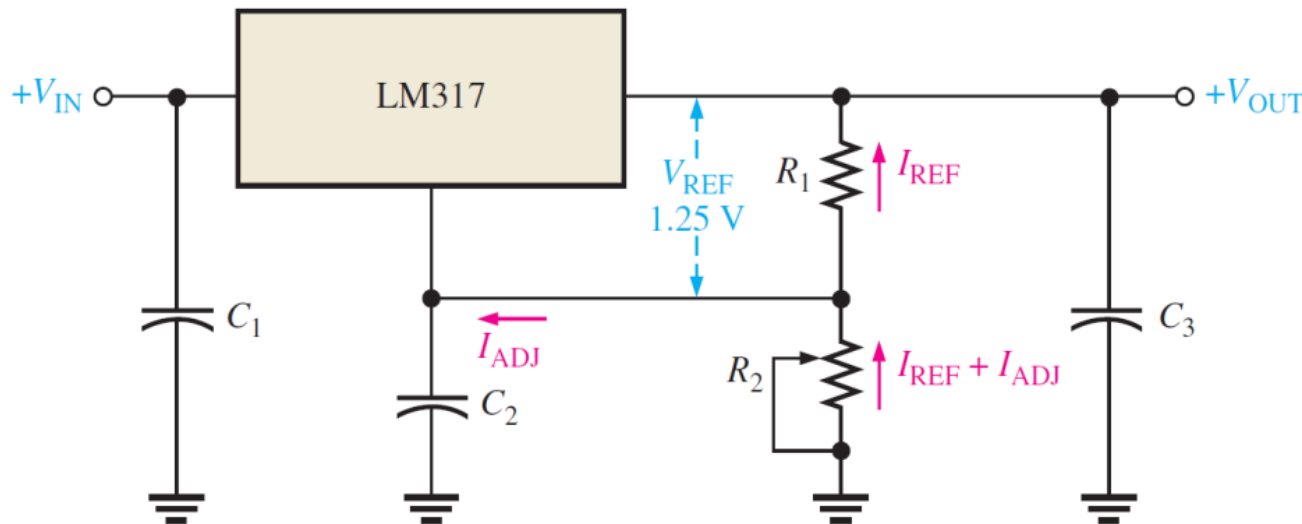 +V_IN
LM317
+V_OUT
V_REF
1.25 V
R_1
I_REF
C_1
I_ADJ
C_2
R_2
I_REF + I_ADJ
C_3